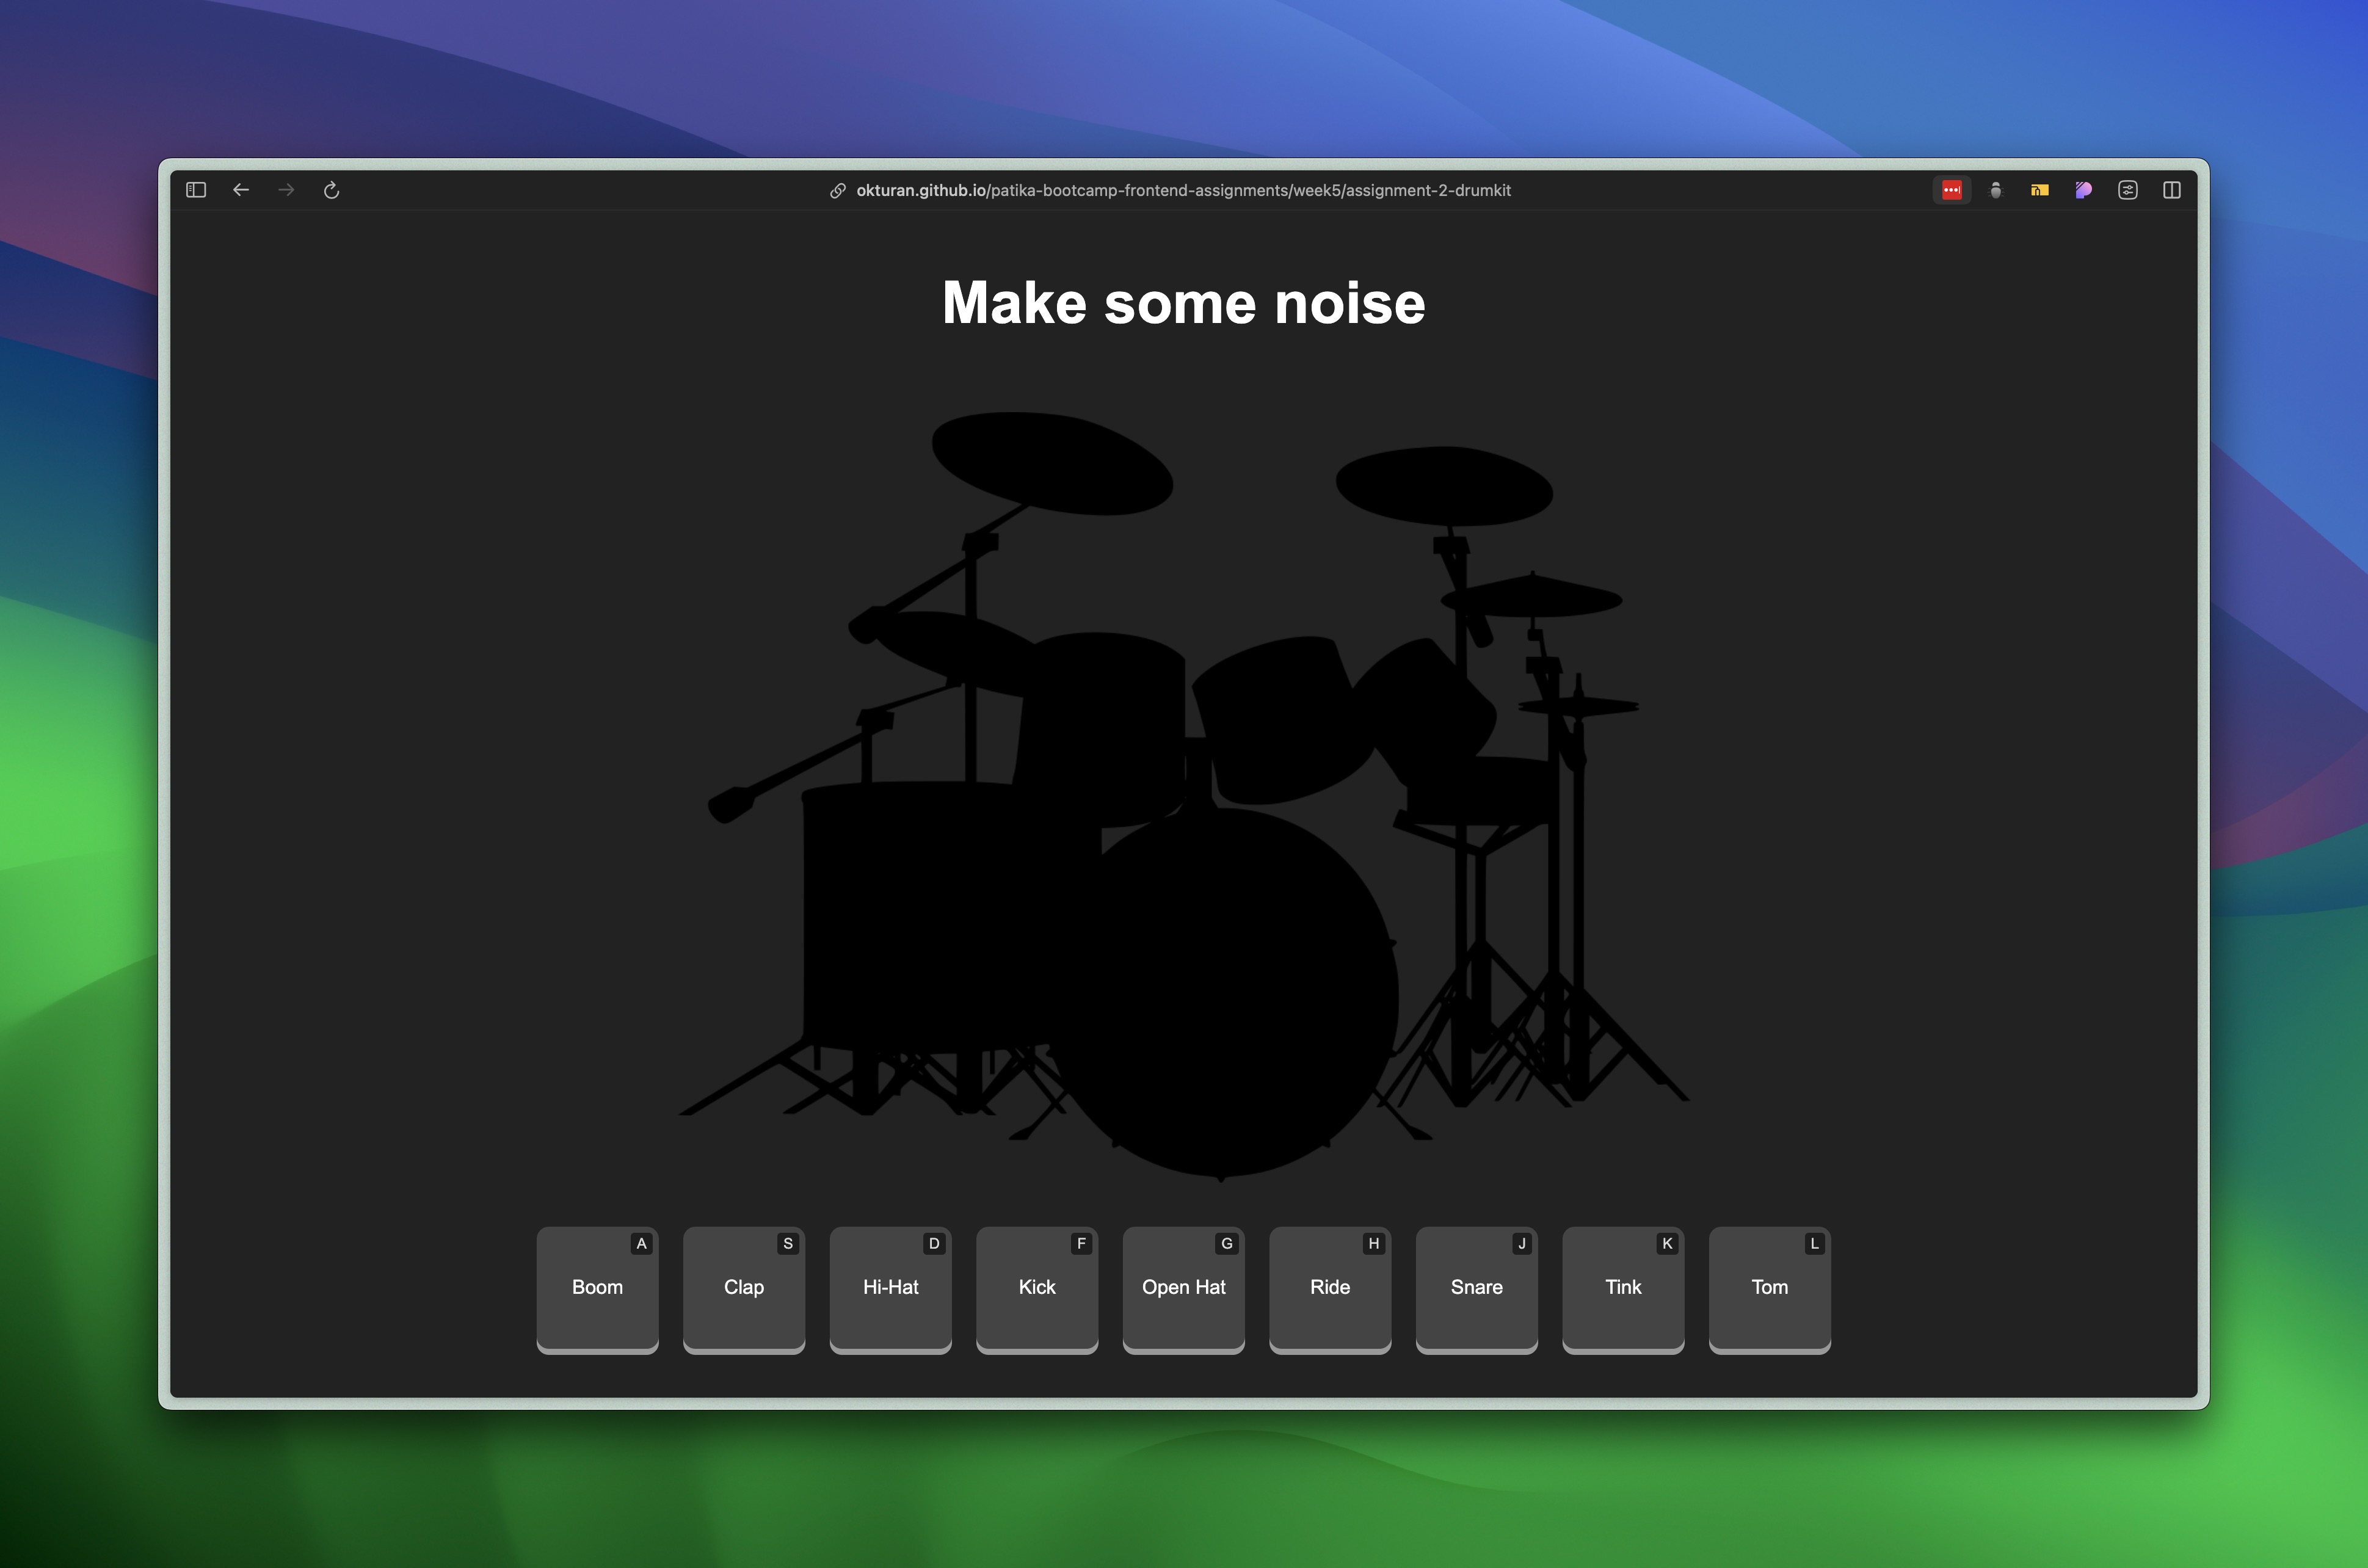 okturan.github.io/patika-bootcamp-frontend-assignments/week5/assignment-2-drumkit
Make some noise
A
Boom
S
Clap
D
Hi-Hat
F
Kick
G
Open Hat
H
Ride
J
Snare
K
Tink
L
Tom